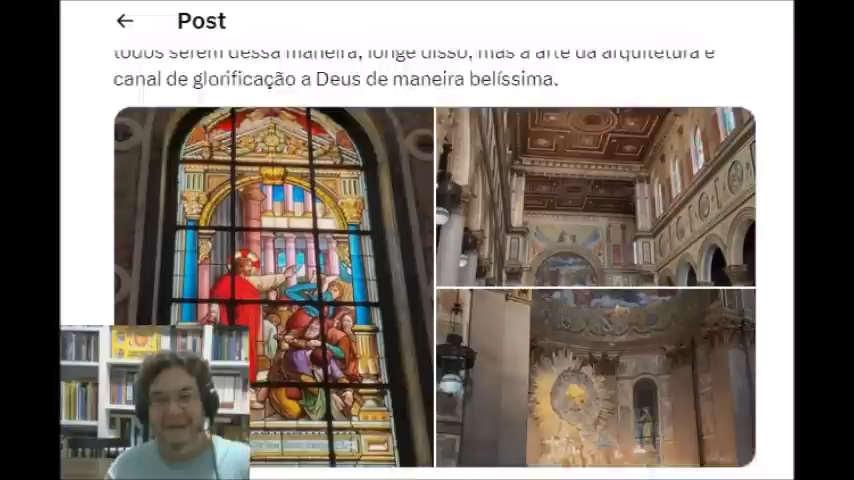 Post
todos serem dessa maneira, longe disso, mas a arte da arquitetura é
canal de glorificação a Deus de maneira belíssima.